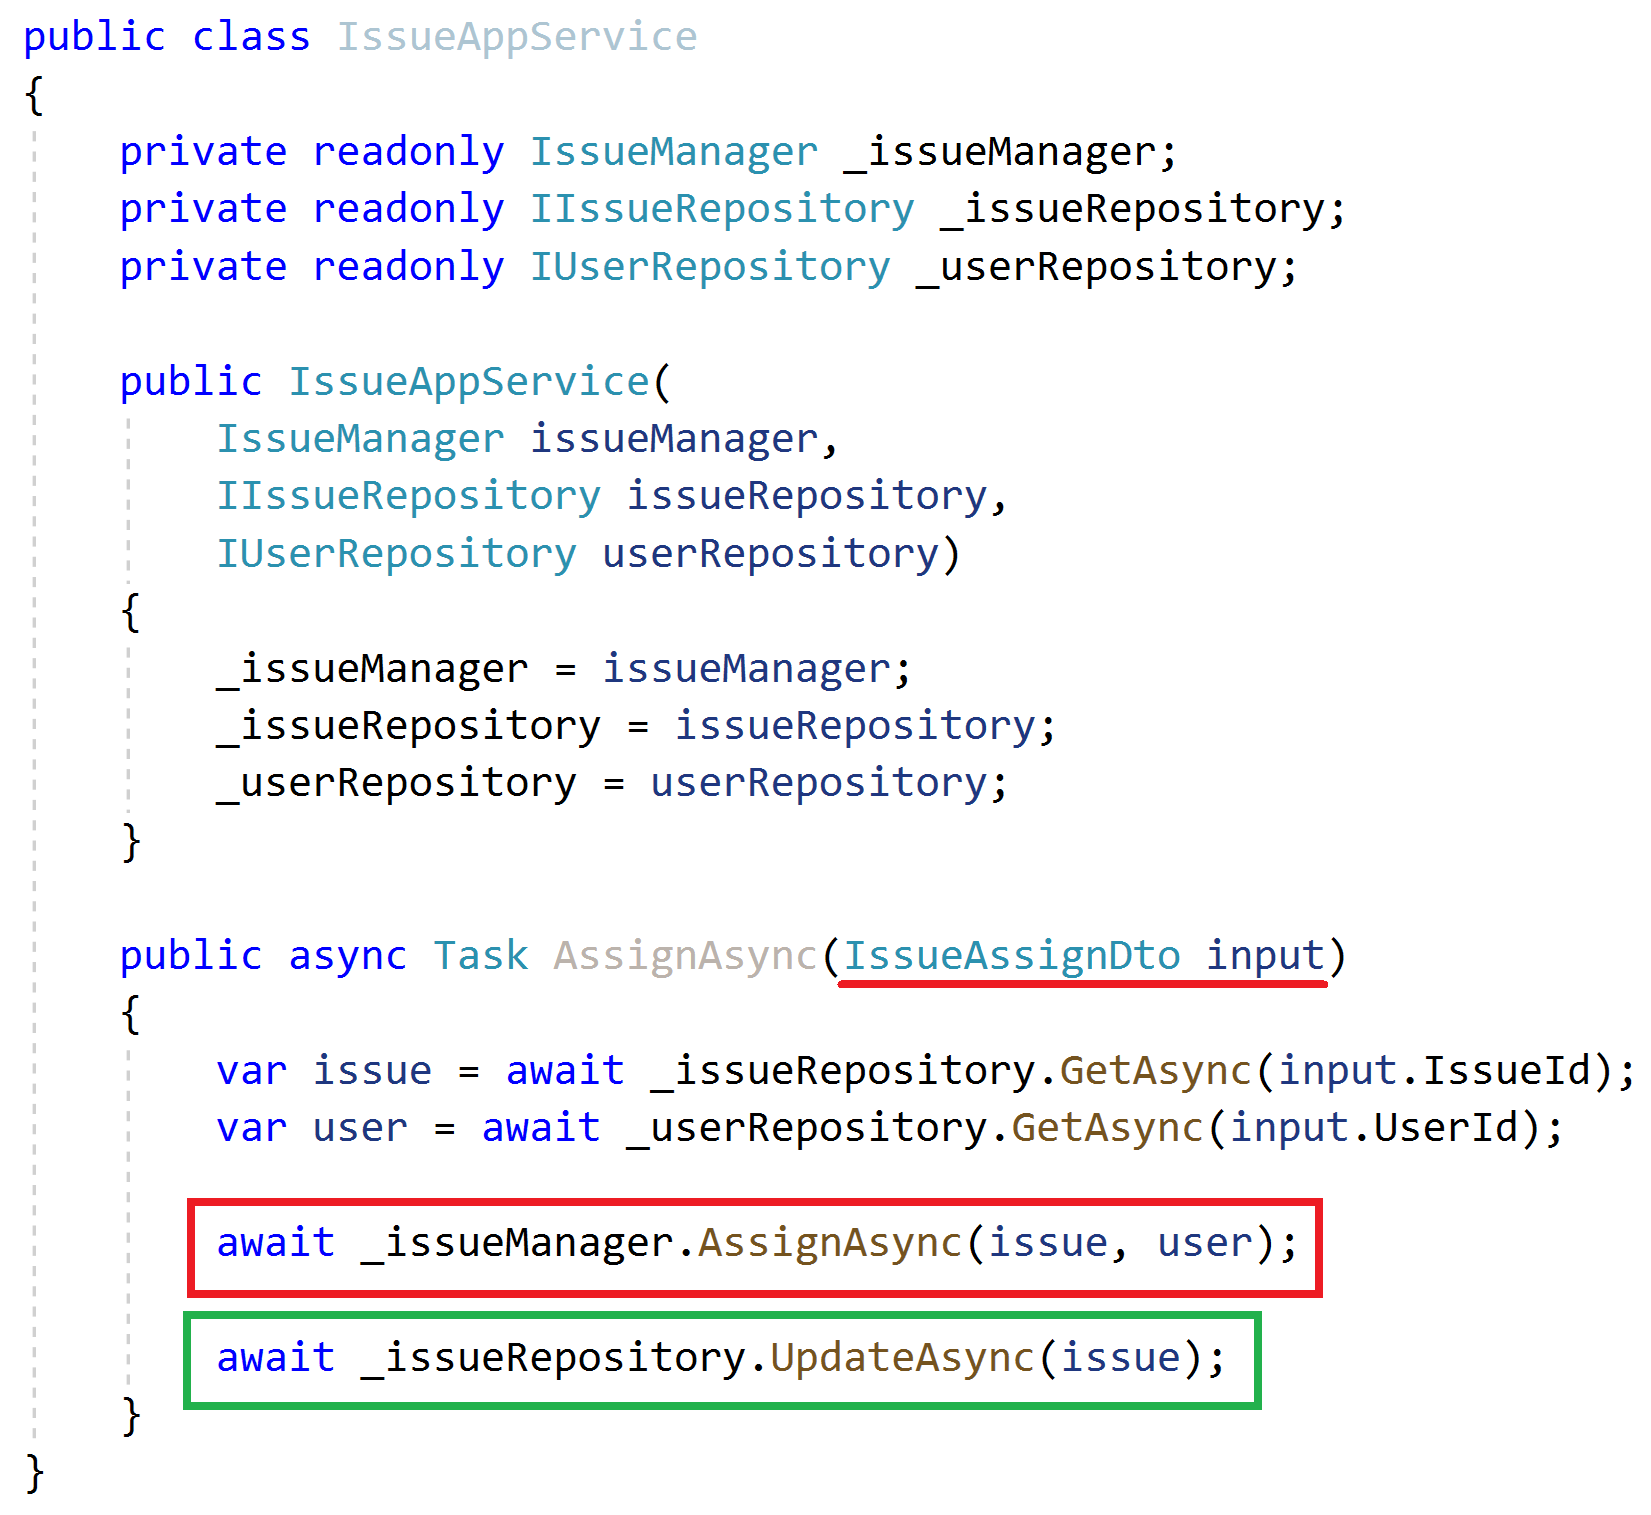 public class IssueAppService
{
    private readonly IssueManager _issueManager;
    private readonly IIssueRepository _issueRepository;
    private readonly IUserRepository _userRepository;

    public IssueAppService(
        IssueManager issueManager,
        IIssueRepository issueRepository,
        IUserRepository userRepository)
    {
        _issueManager = issueManager;
        _issueRepository = issueRepository;
        _userRepository = userRepository;
    }

    public async Task AssignAsync(IssueAssignDto input)
    {
        var issue = await _issueRepository.GetAsync(input.IssueId);
        var user = await _userRepository.GetAsync(input.UserId);

        await _issueManager.AssignAsync(issue, user);

        await _issueRepository.UpdateAsync(issue);
    }
}